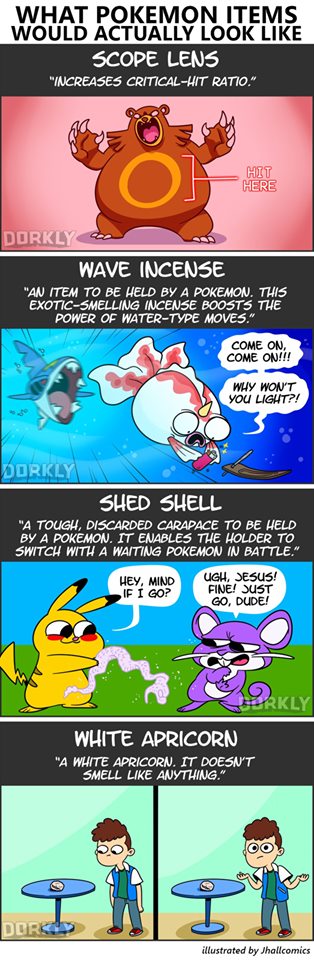 WHAT POKEMON ITEMS
WOULD ACTUALLY LOOK LIKE
SCOPE LENS
"INCREASES CRITICAL-HIT RATIO."
HIT
HERE
DORKLY
WAVE INCENSE
"AN ITEM TO BE HELD BY A POKEMON. THIS
EXOTIC-SMELLING INCENSE BOOSTS THE
POWER OF WATER-TYPE MOVES."
COME ON,
COME ON!!!
WHY WON'T
YOU LIGHT?!
DORKLY
SHED SHELL
"A TOUGH, DISCARDED CARAPACE TO BE HELD
BY A POKEMON. IT ENABLES THE HOLDER TO
SWITCH WITH A WAITING POKEMON IN BATTLE."
HEY, MIND
IF I GO?
UGH, JESUS!
FINE! JUST
GO, DUDE!
DORKLY
WHITE APRICORN
"A WHITE APRICORN. IT DOESN'T
SMELL LIKE ANYTHING."
DORKLY
illustrated by Jhallcomics